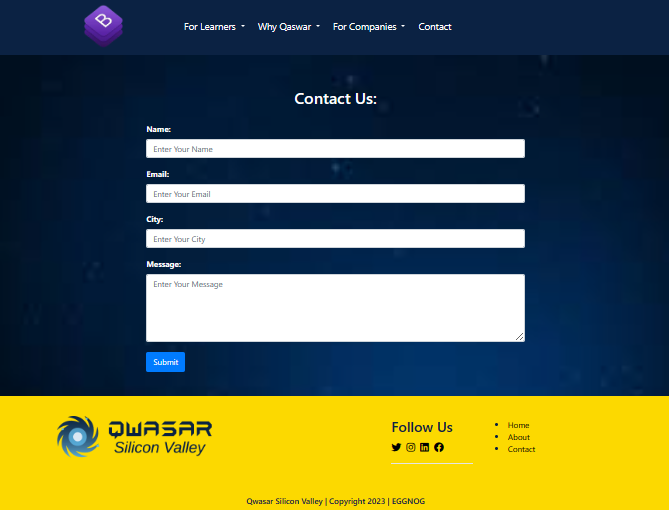 B
For Learners Why Qaswar For Companies Contact
Contact Us:
Name:
Enter Your Name
Email:
Enter Your Email
City:
Enter Your City
Message:
Enter Your Message
Submit
QWASAR
Silicon Valley
Follow Us
Home
About
Contact
Qwasar Silicon Valley | Copyright 2023 | EGGNOG